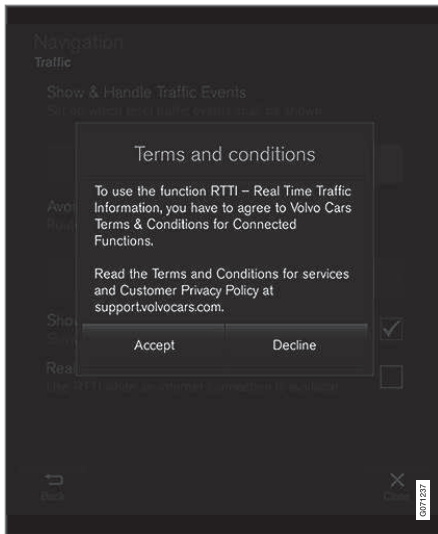 Navigation
Traffic
Show & Handle Traffic Events
Terms and conditions
To use the function RTTI – Real Time Traffic
Information, you have to agree to Volvo Cars
Terms & Conditions for Connected
Functions.
Read the Terms and Conditions for services
and Customer Privacy Policy at
support.volvocars.com.
Accept
Decline
Back
Close
G071237